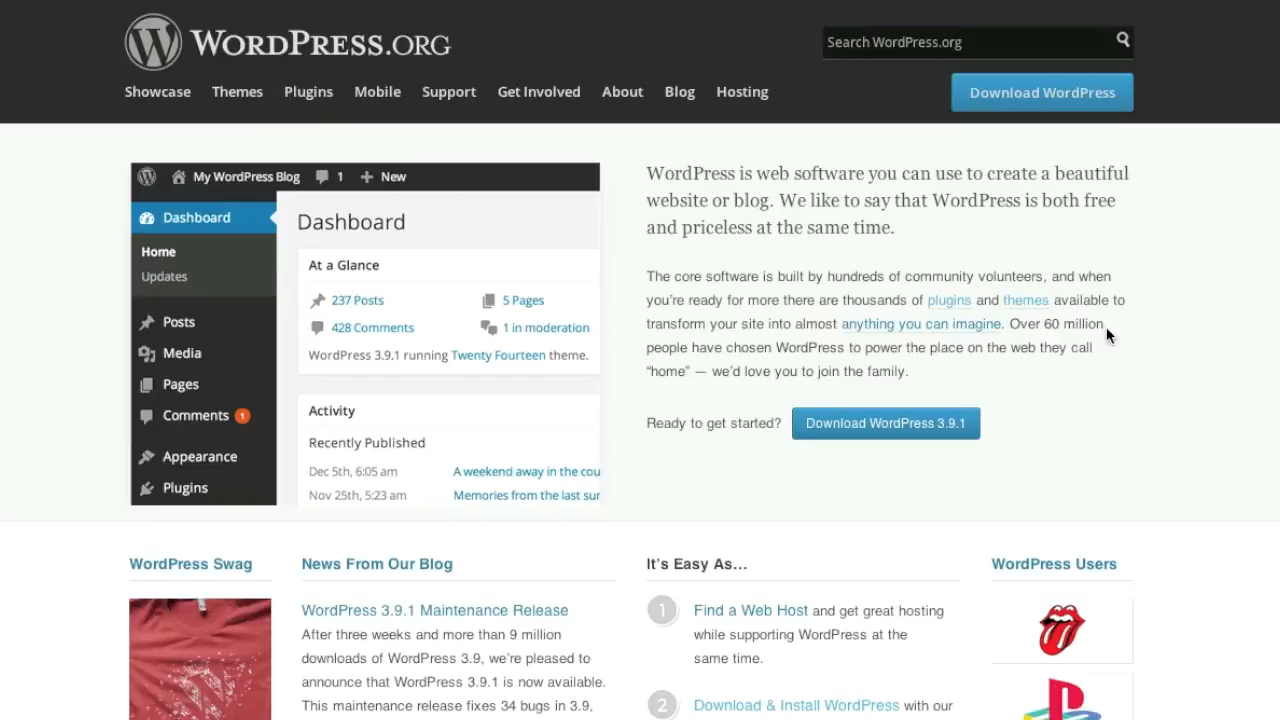 WORDPRESS.ORG
Search WordPress.org
Showcase Themes Plugins Mobile Support Get Involved About Blog Hosting
Download WordPress
My WordPress Blog 1 New
Dashboard
Home
Updates
Posts
Media
Pages
Comments 1
Appearance
Plugins
Dashboard
At a Glance
237 Posts 5 Pages
428 Comments 1 in moderation
WordPress 3.9.1 running Twenty Fourteen theme.
Activity
Recently Published
Dec 5th, 6:05 am A weekend away in the cou
Nov 25th, 5:23 am Memories from the last sur
WordPress is web software you can use to create a beautiful
website or blog. We like to say that WordPress is both free
and priceless at the same time.
The core software is built by hundreds of community volunteers, and when
you’re ready for more there are thousands of plugins and themes available to
transform your site into almost anything you can imagine. Over 60 million
people have chosen WordPress to power the place on the web they call
“home” — we’d love you to join the family.
Ready to get started? Download WordPress 3.9.1
WordPress Swag
News From Our Blog
WordPress 3.9.1 Maintenance Release
After three weeks and more than 9 million
downloads of WordPress 3.9, we’re pleased to
announce that WordPress 3.9.1 is now available.
This maintenance release fixes 34 bugs in 3.9,
It’s Easy As...
1 Find a Web Host and get great hosting
while supporting WordPress at the
same time.
2 Download & Install WordPress with our
WordPress Users